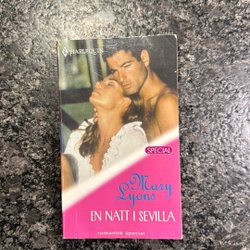 HARLEQUIN
SPECIAL
Mary
Lyons
EN NATT I SEVILLA
romantik special